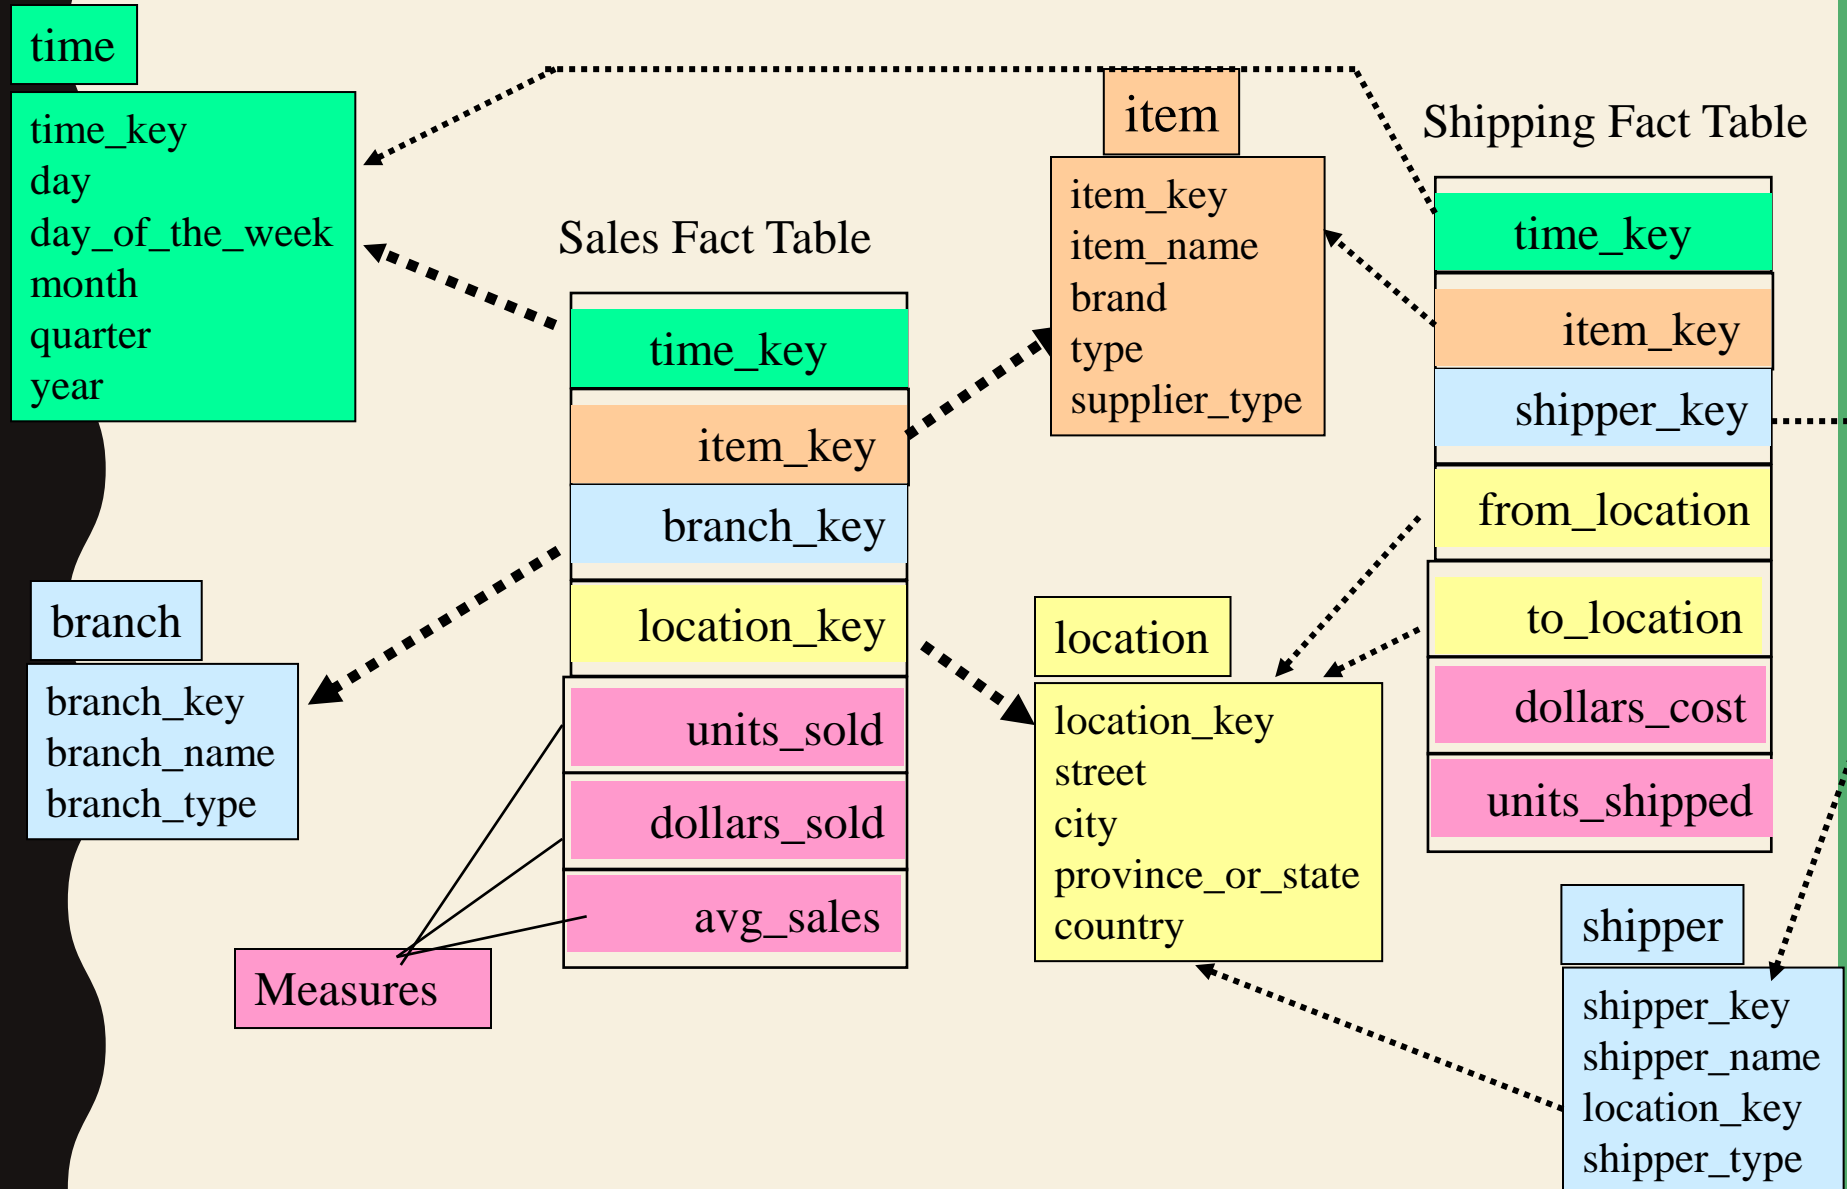 time
time_key
day
day_of_the_week
month
quarter
year
branch
branch_key
branch_name
branch_type
Sales Fact Table
time_key
item_key
branch_key
location_key
units_sold
dollars_sold
avg_sales
Measures
item
item_key
item_name
brand
type
supplier_type
location
location_key
street
city
province_or_state
country
Shipping Fact Table
time_key
item_key
shipper_key
from_location
to_location
dollars_cost
units_shipped
shipper
shipper_key
shipper_name
location_key
shipper_type